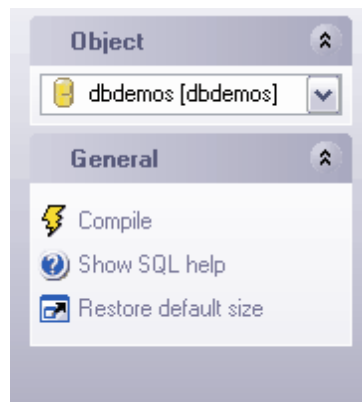 Object
dbdemos [dbdemos]
General
Compile
Show SQL help
Restore default size